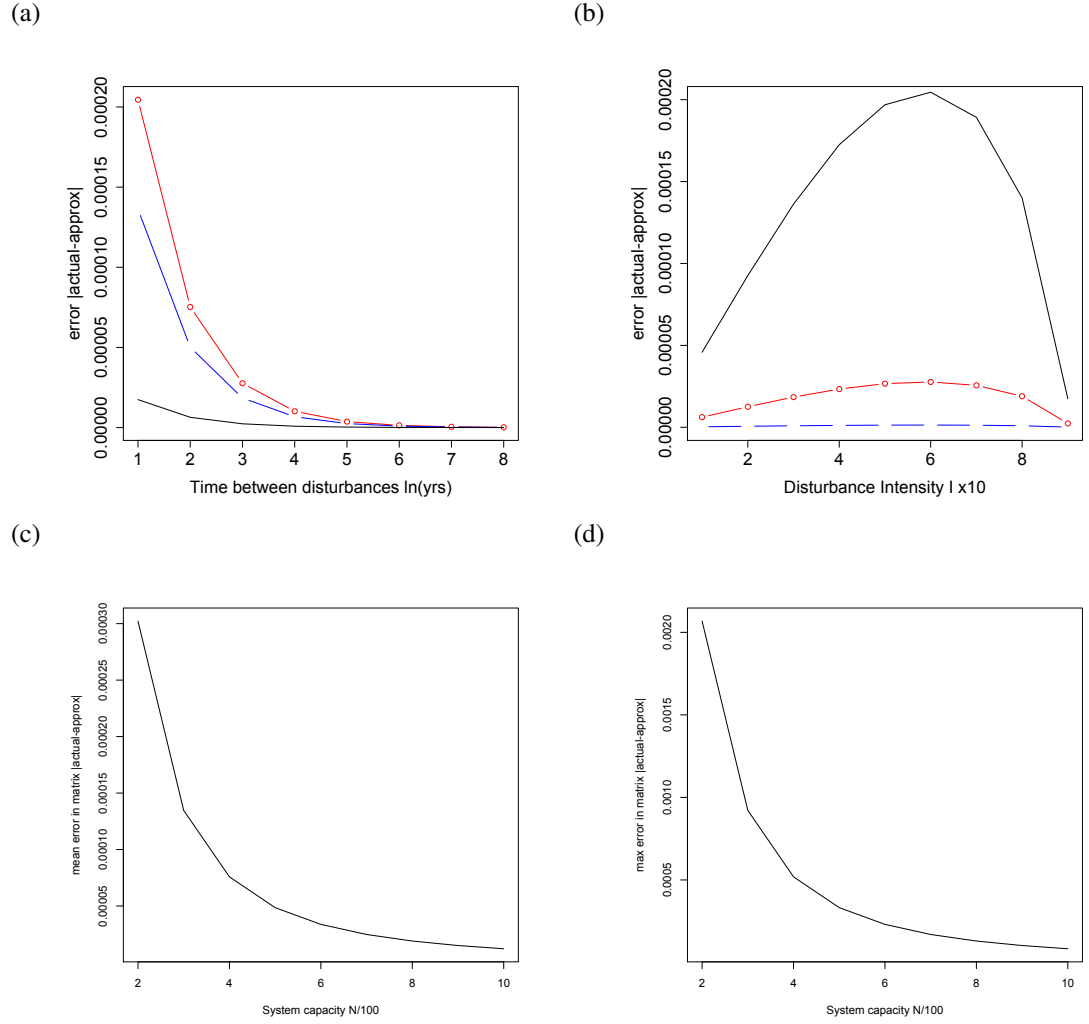 (a)
error |actual-approx|
0.00000 0.00005 0.00010 0.00015 0.00020
1 2 3 4 5 6 7 8
Time between disturbances ln(yrs)
(b)
error |actual-approx|
0.00000 0.00005 0.00010 0.00015 0.00020
2 4 6 8
Disturbance Intensity I x10
(c)
mean error in matrix |actual-approx|
0.00005 0.00010 0.00015 0.00020 0.00025 0.00030
2 4 6 8 10
System capacity N/100
(d)
max error in matrix |actual-approx|
0.0005 0.0010 0.0015 0.0020
2 4 6 8 10
System capacity N/100